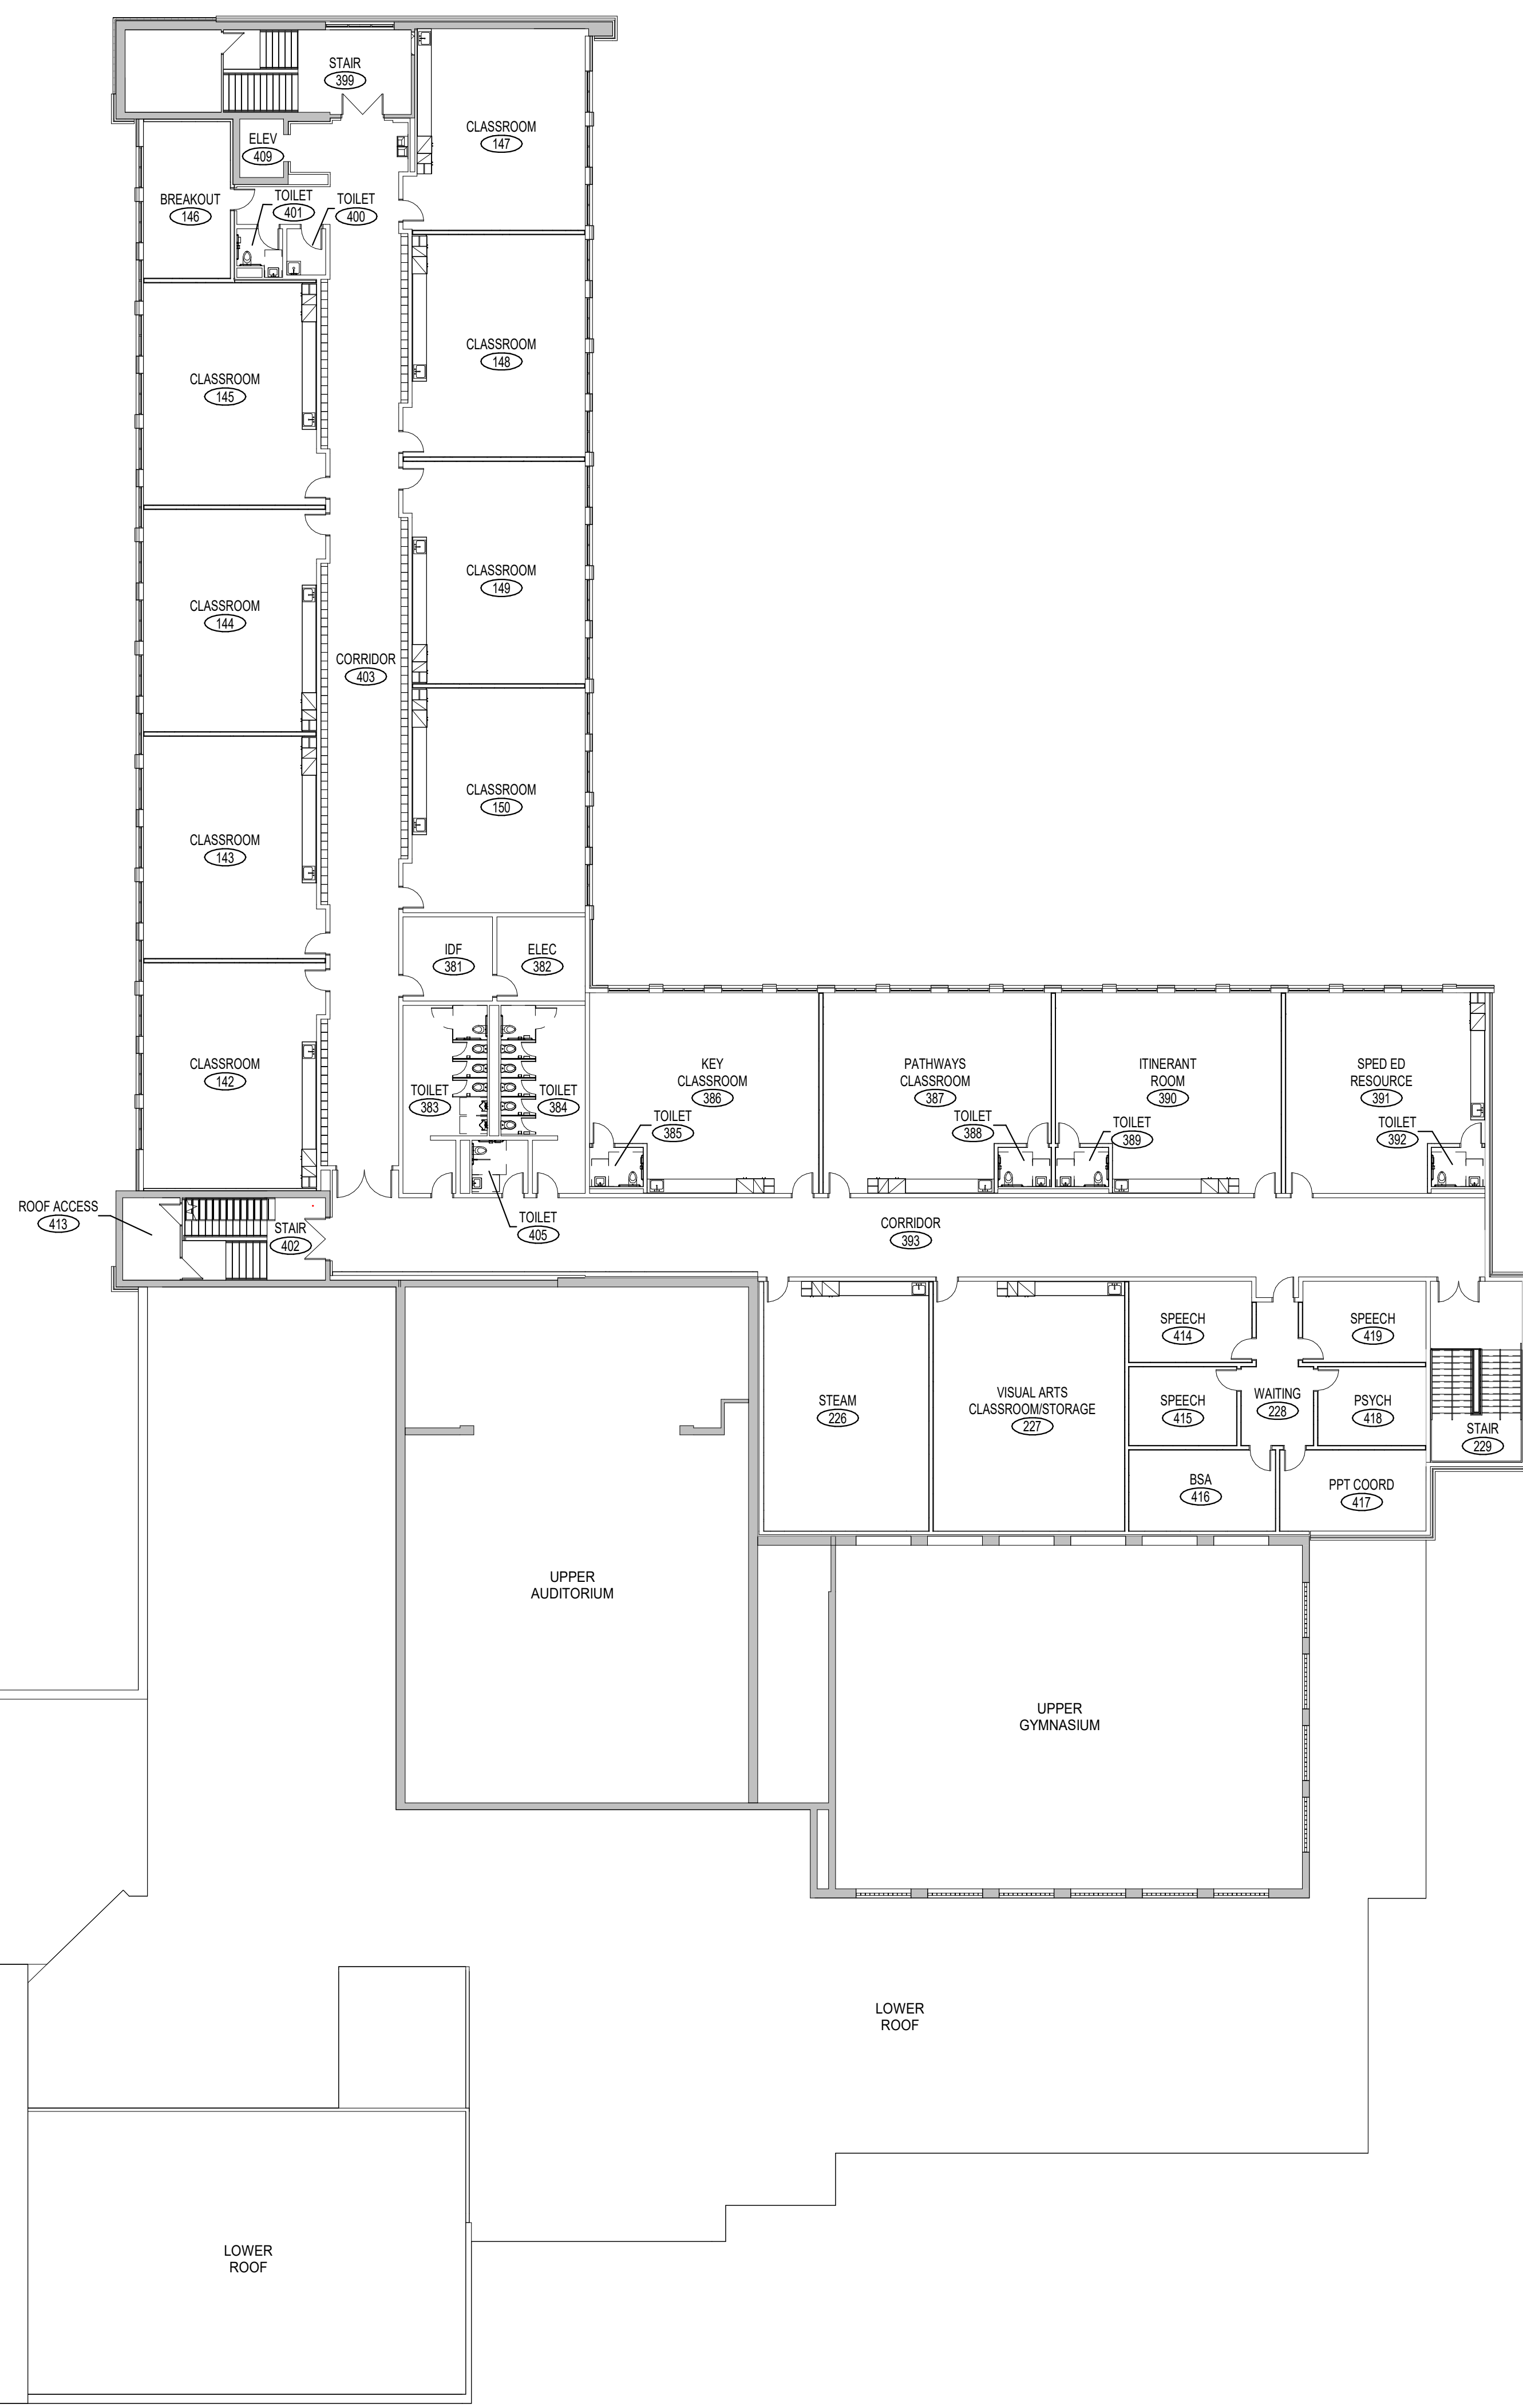 STAIR
399
CLASSROOM
147
ELEV
409
BREAKOUT
146
TOILET
401
TOILET
400
CLASSROOM
148
CLASSROOM
145
CLASSROOM
149
CLASSROOM
144
CORRIDOR
403
CLASSROOM
150
CLASSROOM
143
IDF
381
ELEC
382
CLASSROOM
142
TOILET
383
TOILET
384
KEY
CLASSROOM
386
TOILET
385
PATHWAYS
CLASSROOM
387
TOILET
388
ITINERANT
ROOM
390
TOILET
389
SPED ED
RESOURCE
391
TOILET
392
ROOF ACCESS
413
STAIR
402
TOILET
405
CORRIDOR
393
SPEECH
414
SPEECH
419
STEAM
226
VISUAL ARTS
CLASSROOM/STORAGE
227
SPEECH
415
WAITING
228
PSYCH
418
STAIR
229
BSA
416
PPT COORD
417
UPPER
AUDITORIUM
UPPER
GYMNASIUM
LOWER
ROOF
LOWER
ROOF